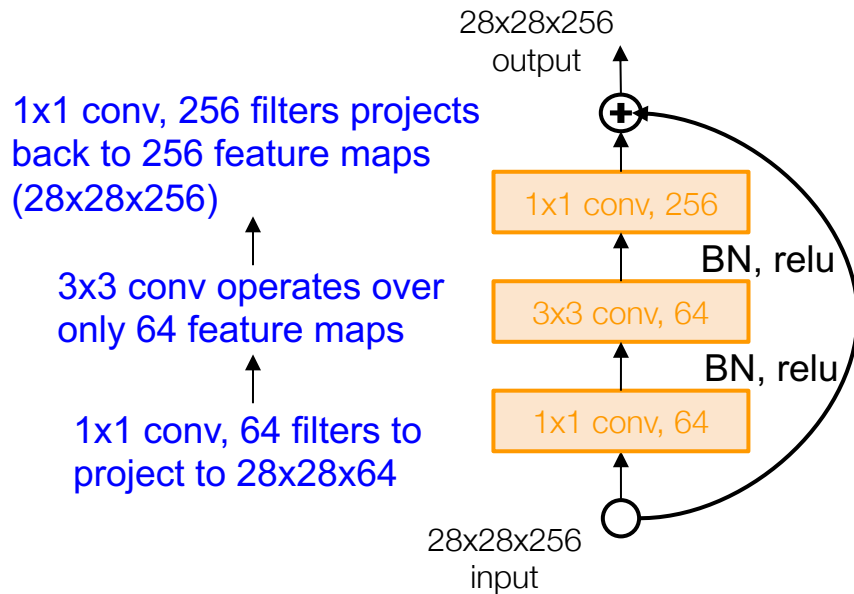 28x28x256
output
1x1 conv, 256 filters projects
back to 256 feature maps
(28x28x256)
3x3 conv operates over
only 64 feature maps
1x1 conv, 64 filters to
project to 28x28x64
1x1 conv, 256
BN, relu
3x3 conv, 64
BN, relu
1x1 conv, 64
28x28x256
input